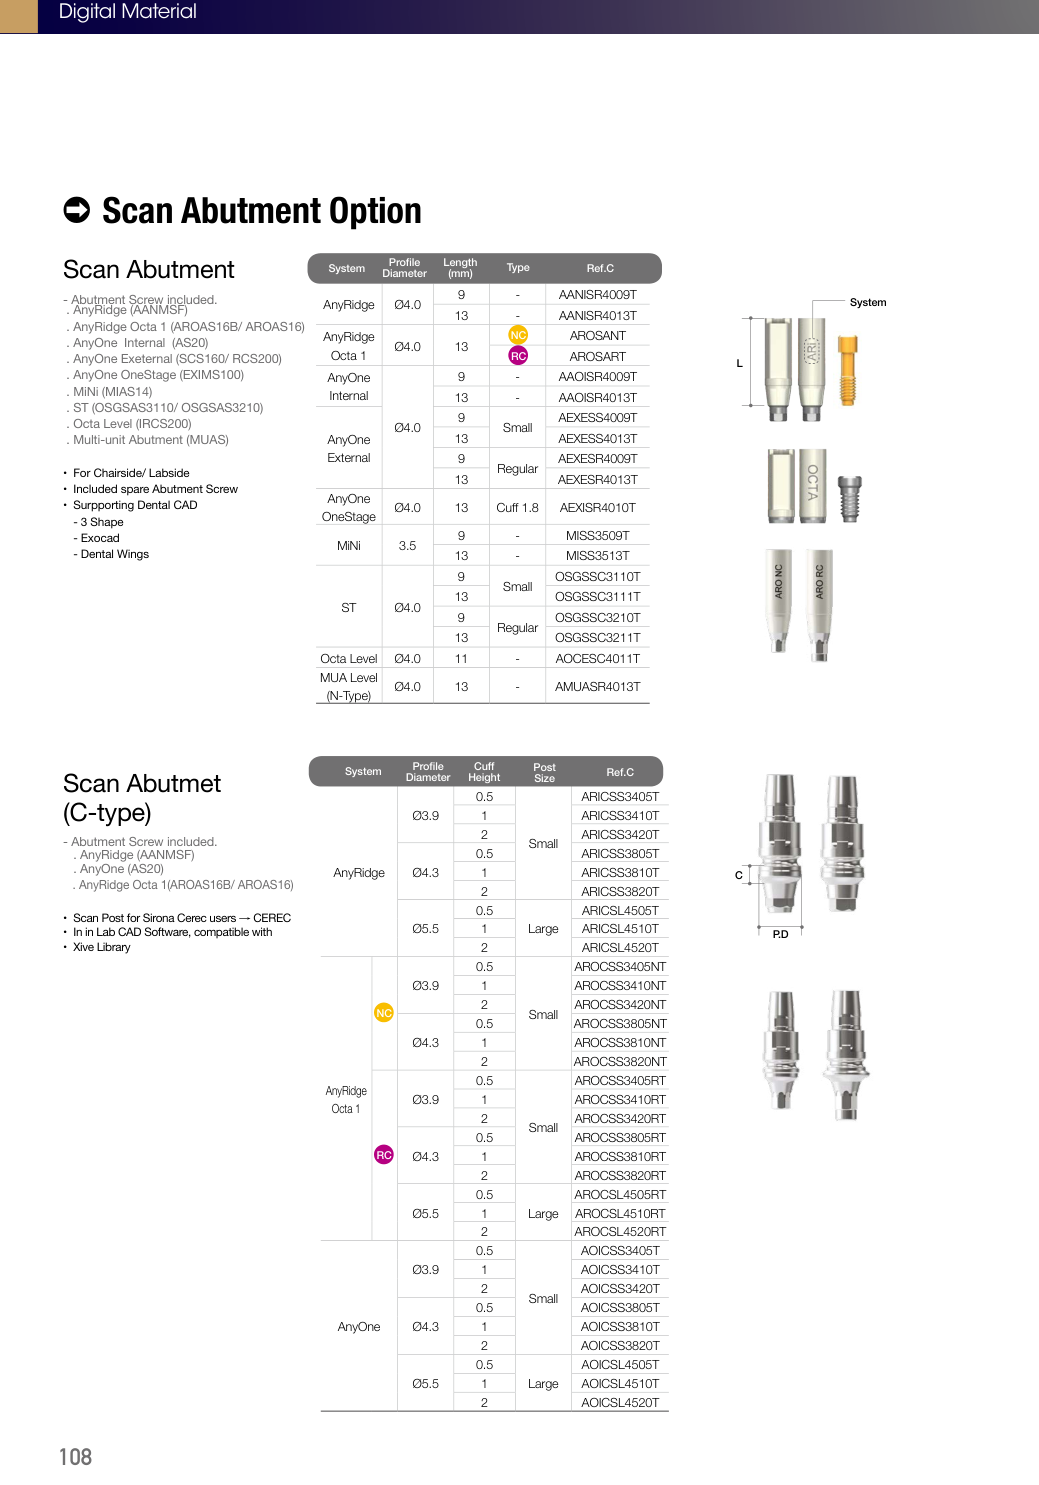 Digital Material
Scan Abutment Option
Scan Abutment
- Abutment Screw included.
. AnyRidge (AANMSF)
. AnyRidge Octa 1 (AROAS16B/ AROAS16)
. AnyOne Internal (AS20)
. AnyOne Exeternal (SCS160/ RCS200)
. AnyOne OneStage (EXIMS100)
. MiNi (MIAS14)
. ST (OSGSAS3110/ OSGSAS3210)
. Octa Level (IRCS200)
. Multi-unit Abutment (MUAS)
• For Chairside/ Labside
• Included spare Abutment Screw
• Surpporting Dental CAD
- 3 Shape
- Exocad
- Dental Wings
System Profile Diameter Length (mm) Type Ref.C
AnyRidge Ø4.0 9 - AANISR4009T
13 - AANISR4013T
AnyRidge Octa 1 Ø4.0 13 NC AROSANT
RC AROSART
AnyOne Internal Ø4.0 9 - AAOISR4009T
13 - AAOISR4013T
AnyOne External 9 Small AEXESS4009T
13 AEXESS4013T
9 Regular AEXESR4009T
13 AEXESR4013T
AnyOne OneStage Ø4.0 13 Cuff 1.8 AEXISR4010T
MiNi 3.5 9 - MISS3509T
13 - MISS3513T
ST Ø4.0 9 Small OSGSSC3110T
13 OSGSSC3111T
9 Regular OSGSSC3210T
13 OSGSSC3211T
Octa Level Ø4.0 11 - AOCESC4011T
MUA Level (N-Type) Ø4.0 13 - AMUASR4013T
System
L
ARI
OCTA
ARO NC
ARO RC
Scan Abutmet
(C-type)
- Abutment Screw included.
. AnyRidge (AANMSF)
. AnyOne (AS20)
. AnyRidge Octa 1(AROAS16B/ AROAS16)
• Scan Post for Sirona Cerec users → CEREC
• In in Lab CAD Software, compatible with
• Xive Library
System Profile Diameter Cuff Height Post Size Ref.C
AnyRidge Ø3.9 0.5 Small ARICSS3405T
1 ARICSS3410T
2 ARICSS3420T
Ø4.3 0.5 ARICSS3805T
1 ARICSS3810T
2 ARICSS3820T
Ø5.5 0.5 Large ARICSL4505T
1 ARICSL4510T
2 ARICSL4520T
AnyRidge Octa 1 NC Ø3.9 0.5 Small AROCSS3405NT
1 AROCSS3410NT
2 AROCSS3420NT
Ø4.3 0.5 AROCSS3805NT
1 AROCSS3810NT
2 AROCSS3820NT
RC Ø3.9 0.5 Small AROCSS3405RT
1 AROCSS3410RT
2 AROCSS3420RT
Ø4.3 0.5 AROCSS3805RT
1 AROCSS3810RT
2 AROCSS3820RT
Ø5.5 0.5 Large AROCSL4505RT
1 AROCSL4510RT
2 AROCSL4520RT
AnyOne Ø3.9 0.5 Small AOICSS3405T
1 AOICSS3410T
2 AOICSS3420T
Ø4.3 0.5 AOICSS3805T
1 AOICSS3810T
2 AOICSS3820T
Ø5.5 0.5 Large AOICSL4505T
1 AOICSL4510T
2 AOICSL4520T
C
P.D
108